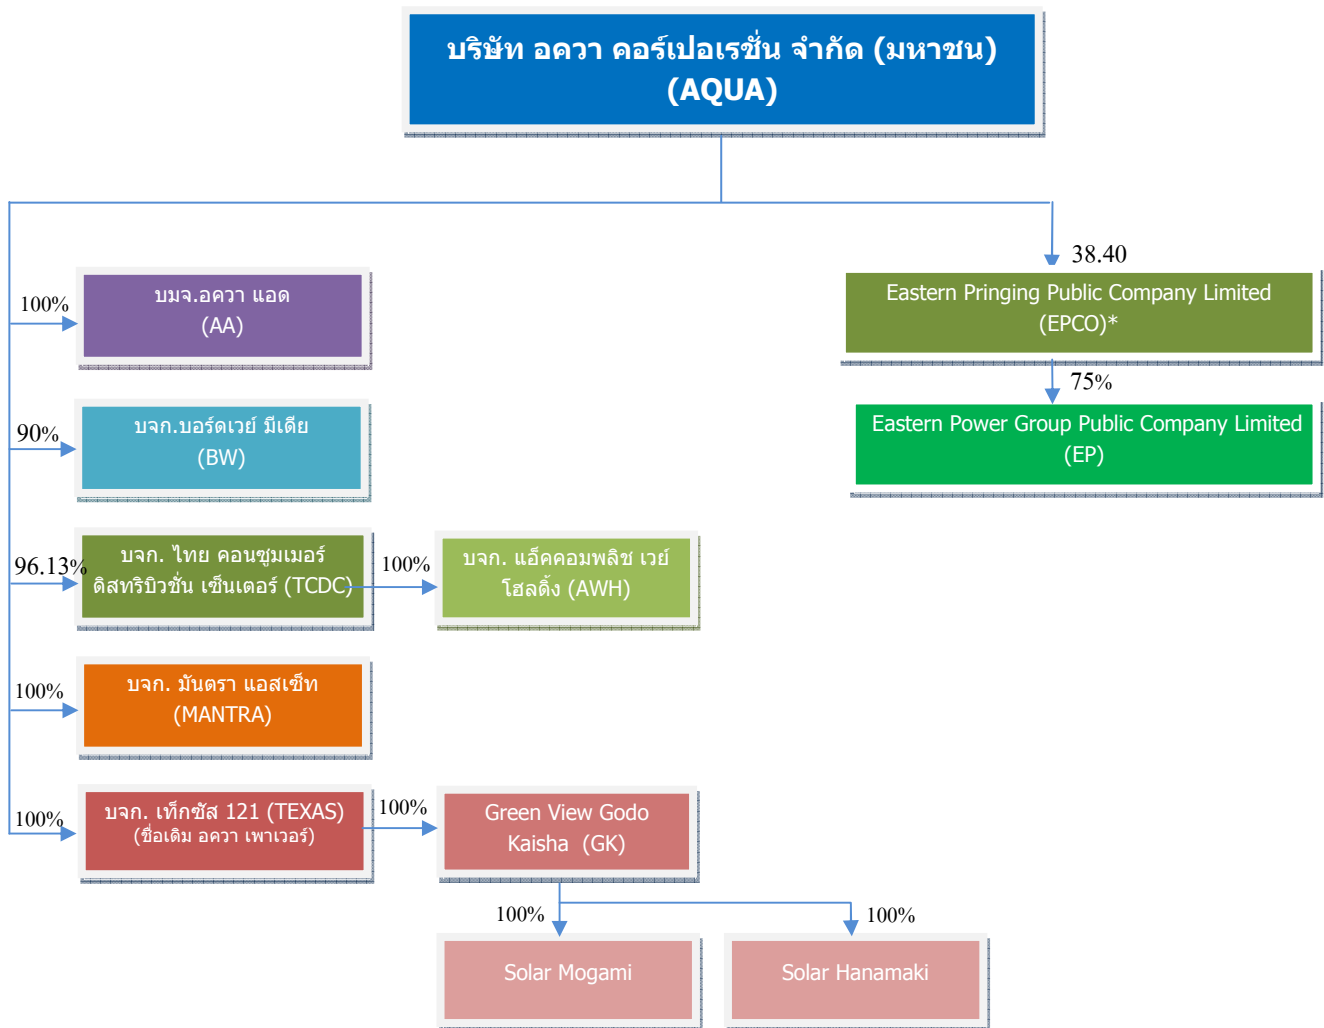 บริษัท อควา คอร์เปอเรชั่น จำกัด (มหาชน)
(AQUA)
38.40
100%
บมจ.อควา แอด
(AA)
Eastern Pringing Public Company Limited
(EPCO)*
75%
90%
บจก.บอร์ดเวย์ มีเดีย
(BW)
Eastern Power Group Public Company Limited
(EP)
96.13%
บจก. ไทย คอนซูมเมอร์
ดิสทริบิวชั่น เซ็นเตอร์ (TCDC)
100%
บจก. แอ็คคอมพลิช เวย์
โฮลดิ้ง (AWH)
100%
บจก. มันตรา แอสเซ็ท
(MANTRA)
100%
บจก. เท็กซัส 121 (TEXAS)
(ชื่อเดิม อควา เพาเวอร์)
100%
Green View Godo
Kaisha (GK)
100%
100%
Solar Mogami
Solar Hanamaki